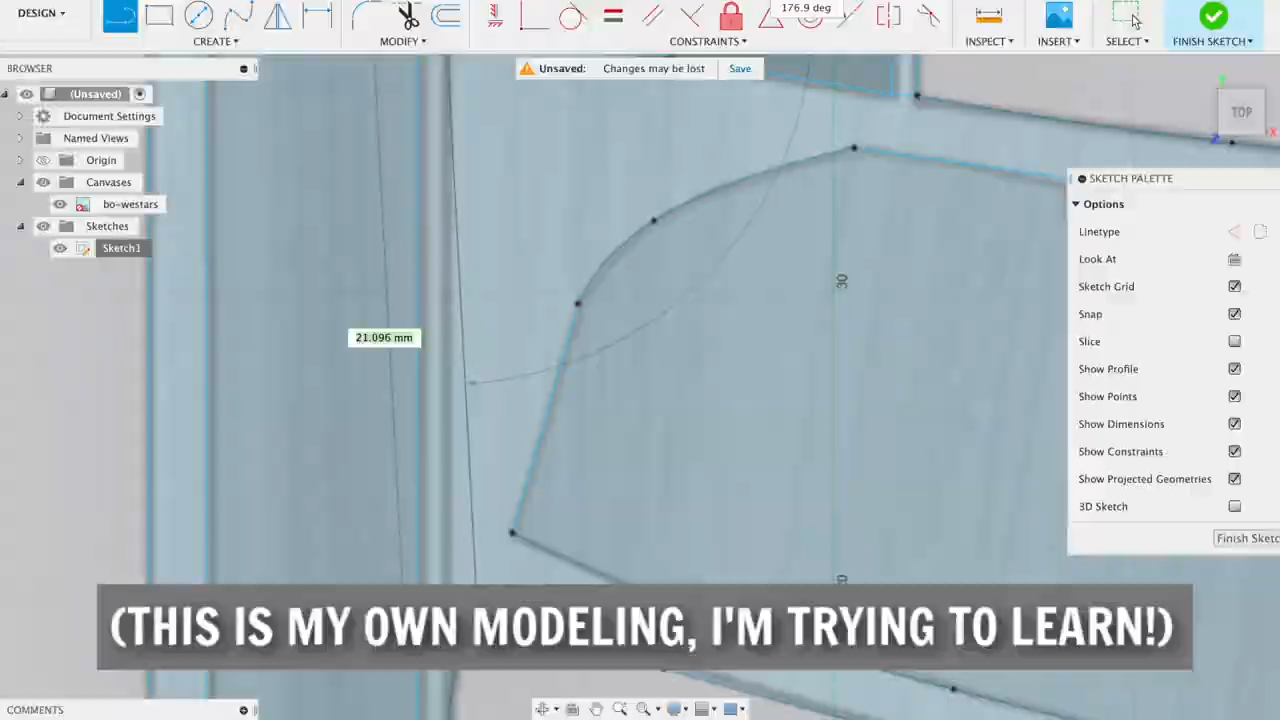 176.9 deg
DESIGN
CREATE
MODIFY
CONSTRAINTS
INSPECT
INSERT
SELECT
FINISH SKETCH
BROWSER
Unsaved: Changes may be lost Save
(Unsaved)
Document Settings
Named Views
Origin
Canvases
bo-westars
Sketches
Sketch1
TOP
Z
X
Y
SKETCH PALETTE
Options
Linetype
Look At
Sketch Grid
Snap
Slice
Show Profile
Show Points
Show Dimensions
Show Constraints
Show Projected Geometries
3D Sketch
Finish Sketc
30
21.096 mm
(THIS IS MY OWN MODELING, I'M TRYING TO LEARN!)
COMMENTS